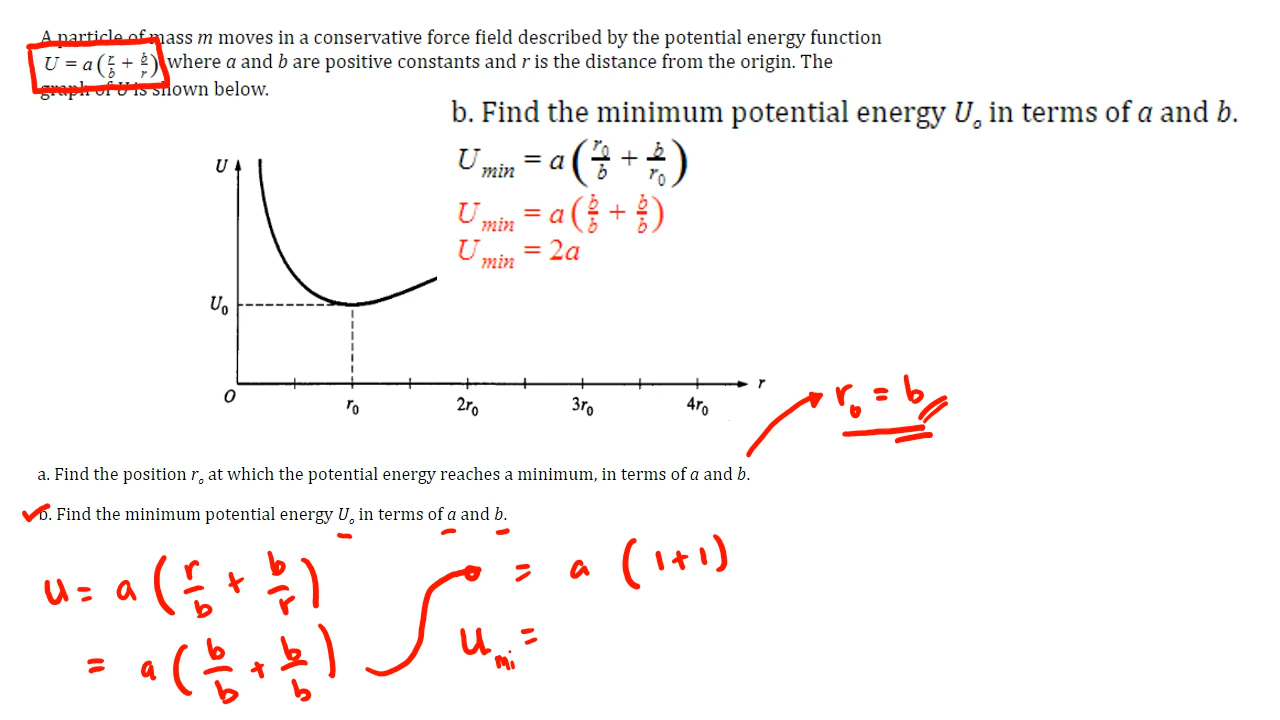 A particle of mass m moves in a conservative force field described by the potential energy function
U = a(r/b + b/r) where a and b are positive constants and r is the distance from the origin. The
graph of U is shown below.
b. Find the minimum potential energy Uₒ in terms of a and b.
U_min = a(r₀/b + b/r₀)
U_min = a(b/b + b/b)
U_min = 2a
U
U₀
O
r₀
2r₀
3r₀
4r₀
r
r₀ = b
a. Find the position rₒ at which the potential energy reaches a minimum, in terms of a and b.
b. Find the minimum potential energy Uₒ in terms of a and b.
u = a(r/b + b/r)
= a(1+1)
= a(b/b + b/b)
u_mi =